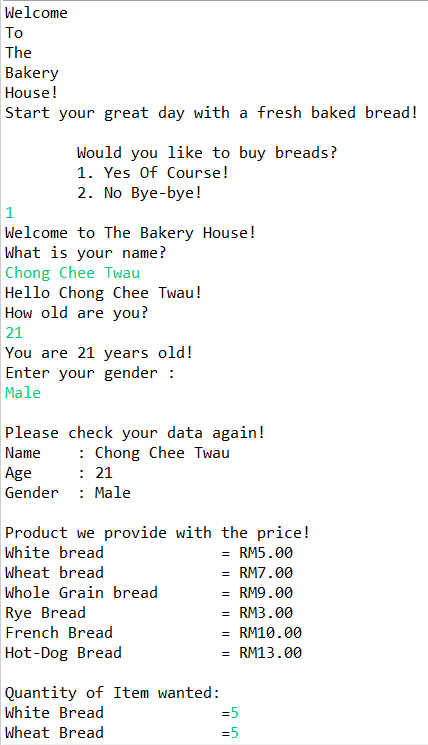 Welcome
To
The
Bakery
House!
Start your great day with a fresh baked bread!
Would you like to buy breads?
1. Yes Of Course!
2. No Bye-bye!
1
Welcome to The Bakery House!
What is your name?
Chong Chee Twau
Hello Chong Chee Twau!
How old are you?
21
You are 21 years old!
Enter your gender :
Male
Please check your data again!
Name    : Chong Chee Twau
Age     : 21
Gender  : Male
Product we provide with the price!
White bread             = RM5.00
Wheat bread             = RM7.00
Whole Grain bread       = RM9.00
Rye Bread               = RM3.00
French Bread            = RM10.00
Hot-Dog Bread           = RM13.00
Quantity of Item wanted:
White Bread             =5
Wheat Bread             =5